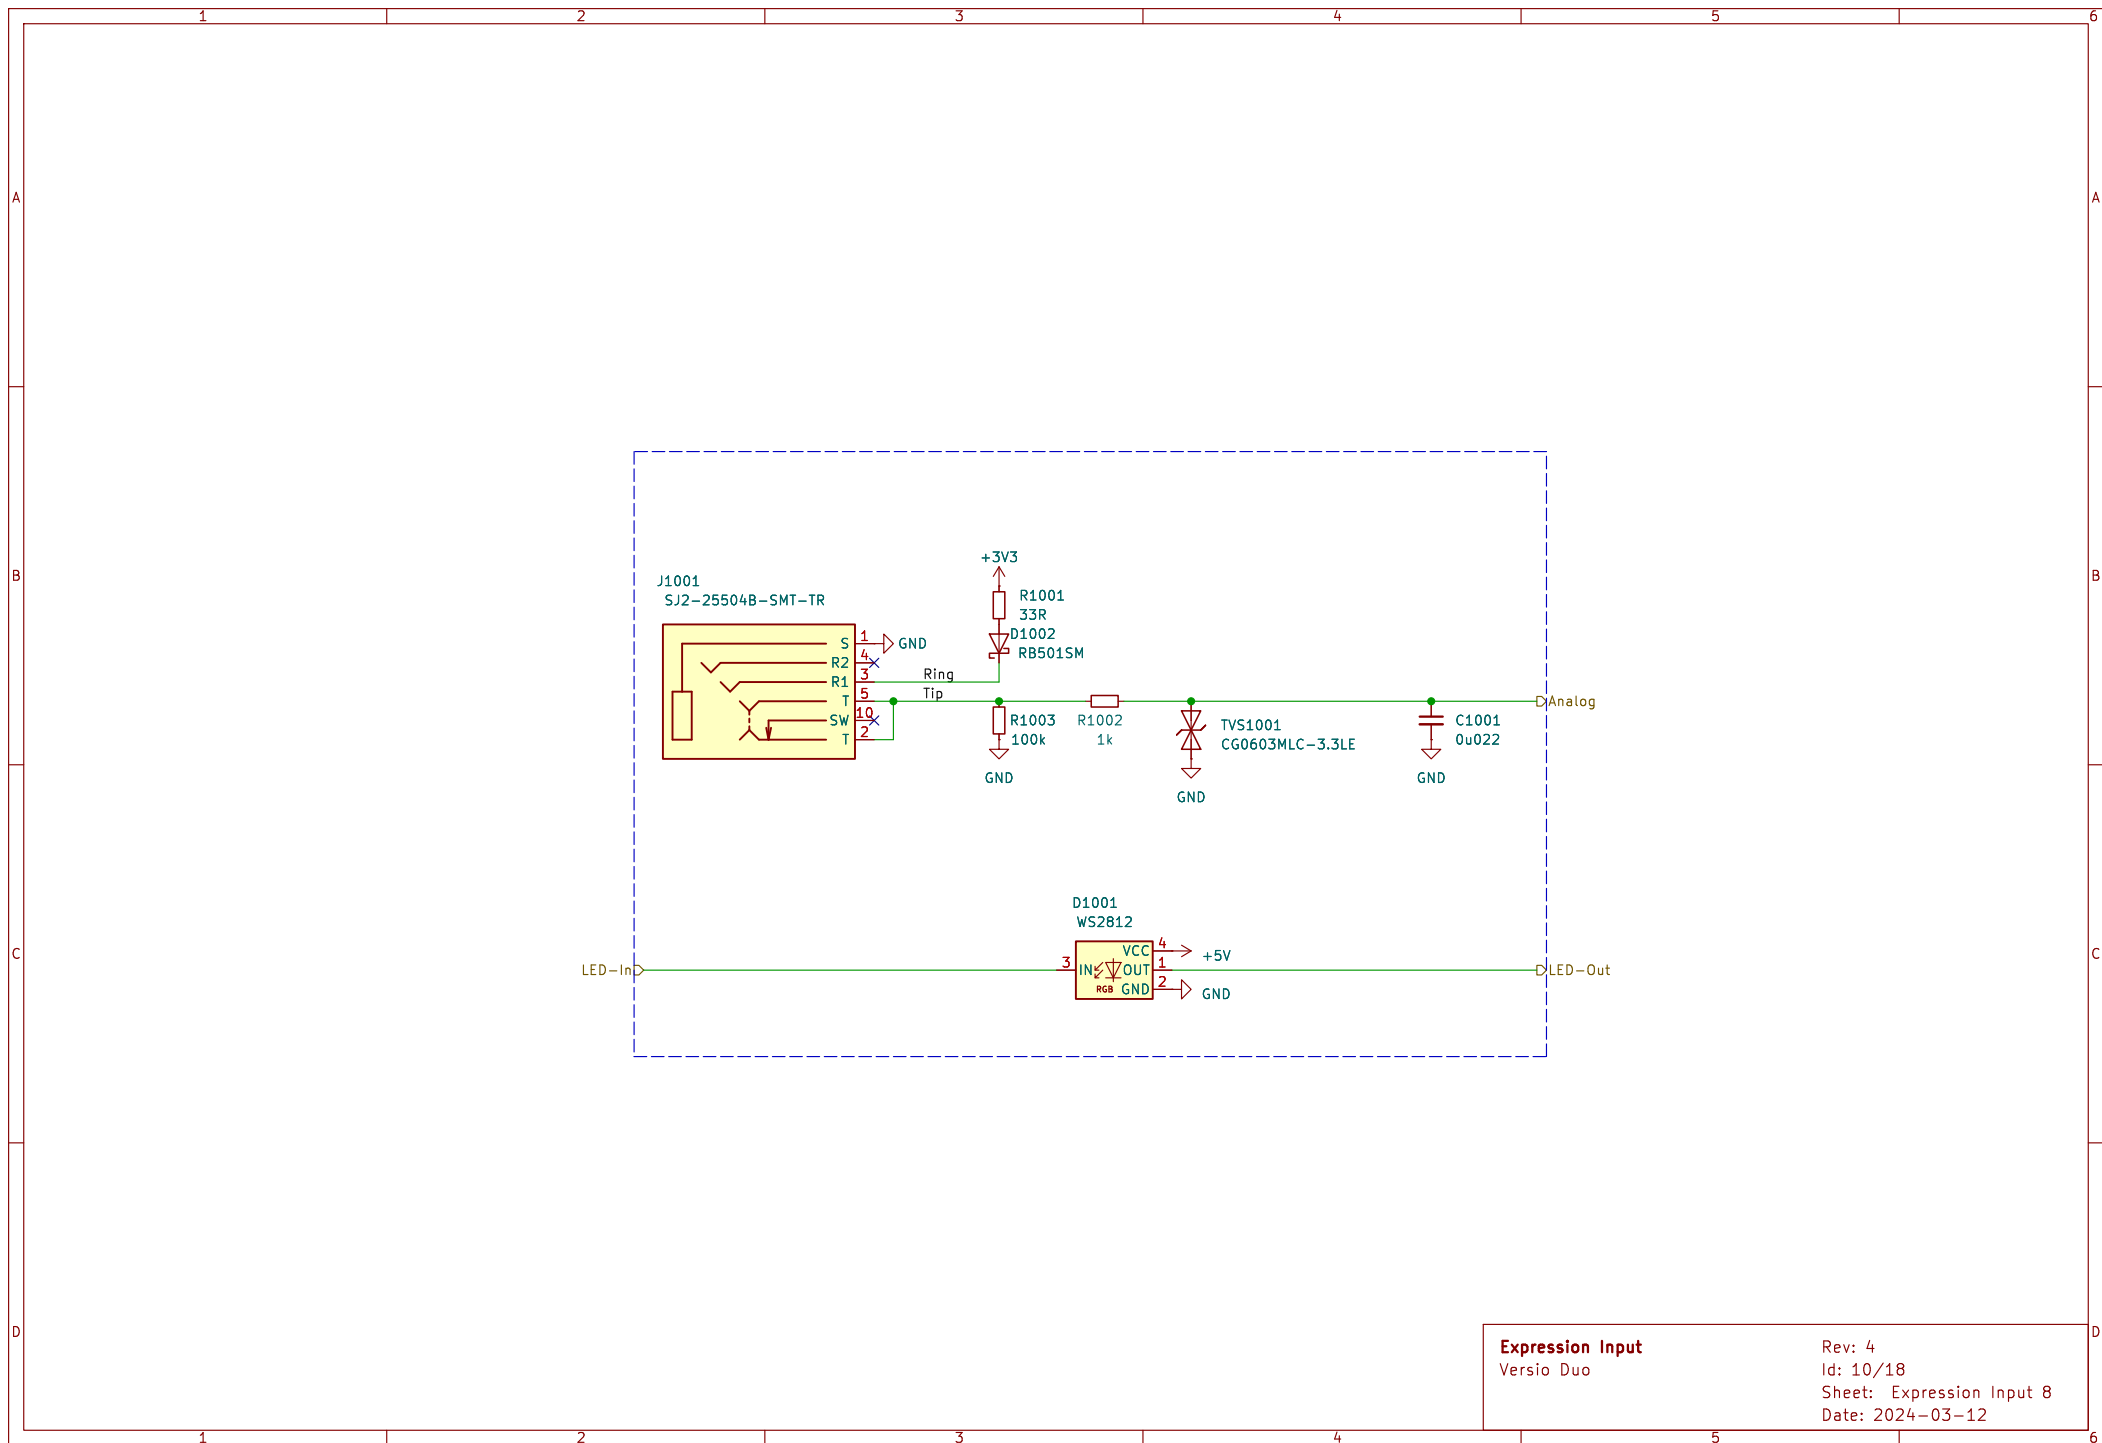 1 2 3 4 5 6
A A
+3V3
B B
J1001
SJ2-25504B-SMT-TR
R1001
33R
D1002
RB501SM
S 1 GND
R2 4
R1 3 Ring
T 5 Tip
SW 10
T 2
R1003
100k
GND
R1002
1k
TVS1001
CG0603MLC-3.3LE
GND
C1001
0u022
GND
Analog
D1001
WS2812
C C
VCC 4 +5V
LED-In 3 IN OUT 1 LED-Out
RGB GND 2 GND
D D
Expression Input
Versio Duo
Rev: 4
Id: 10/18
Sheet: Expression Input 8
Date: 2024-03-12
1 2 3 4 5 6